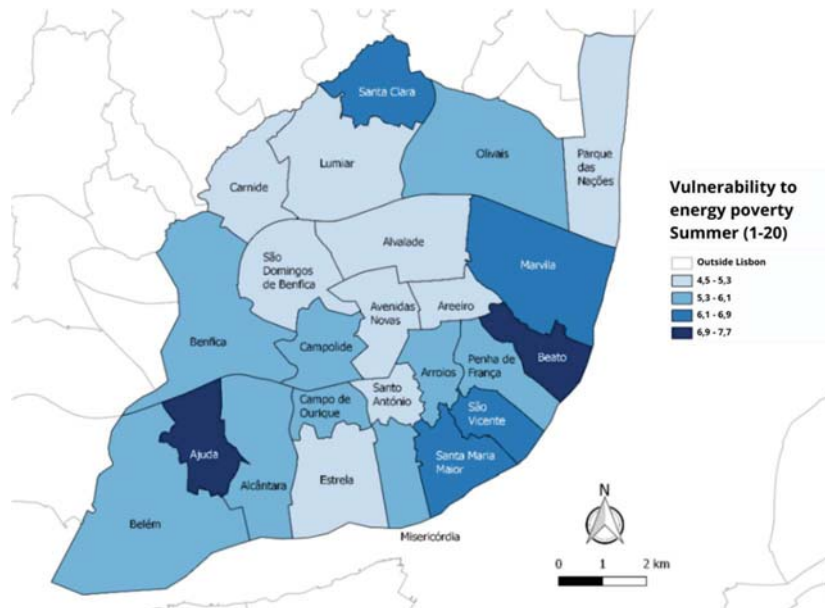 Santa Clara
Lumiar
Olivais
Parque
das
Nações
Carnide
Alvalade
São
Domingos
de Benfica
Marvila
Avenidas
Novas
Areeiro
Benfica
Campolide
Arroios
Penha de
França
Beato
Santo
António
Campo de
Ourique
São
Vicente
Ajuda
Alcântara
Estrela
Santa Maria
Maior
Belém
Misericórdia
Vulnerability to
energy poverty
Summer (1-20)
Outside Lisbon
4,5 - 5,3
5,3 - 6,1
6,1 - 6,9
6,9 - 7,7
N
0 1 2 km